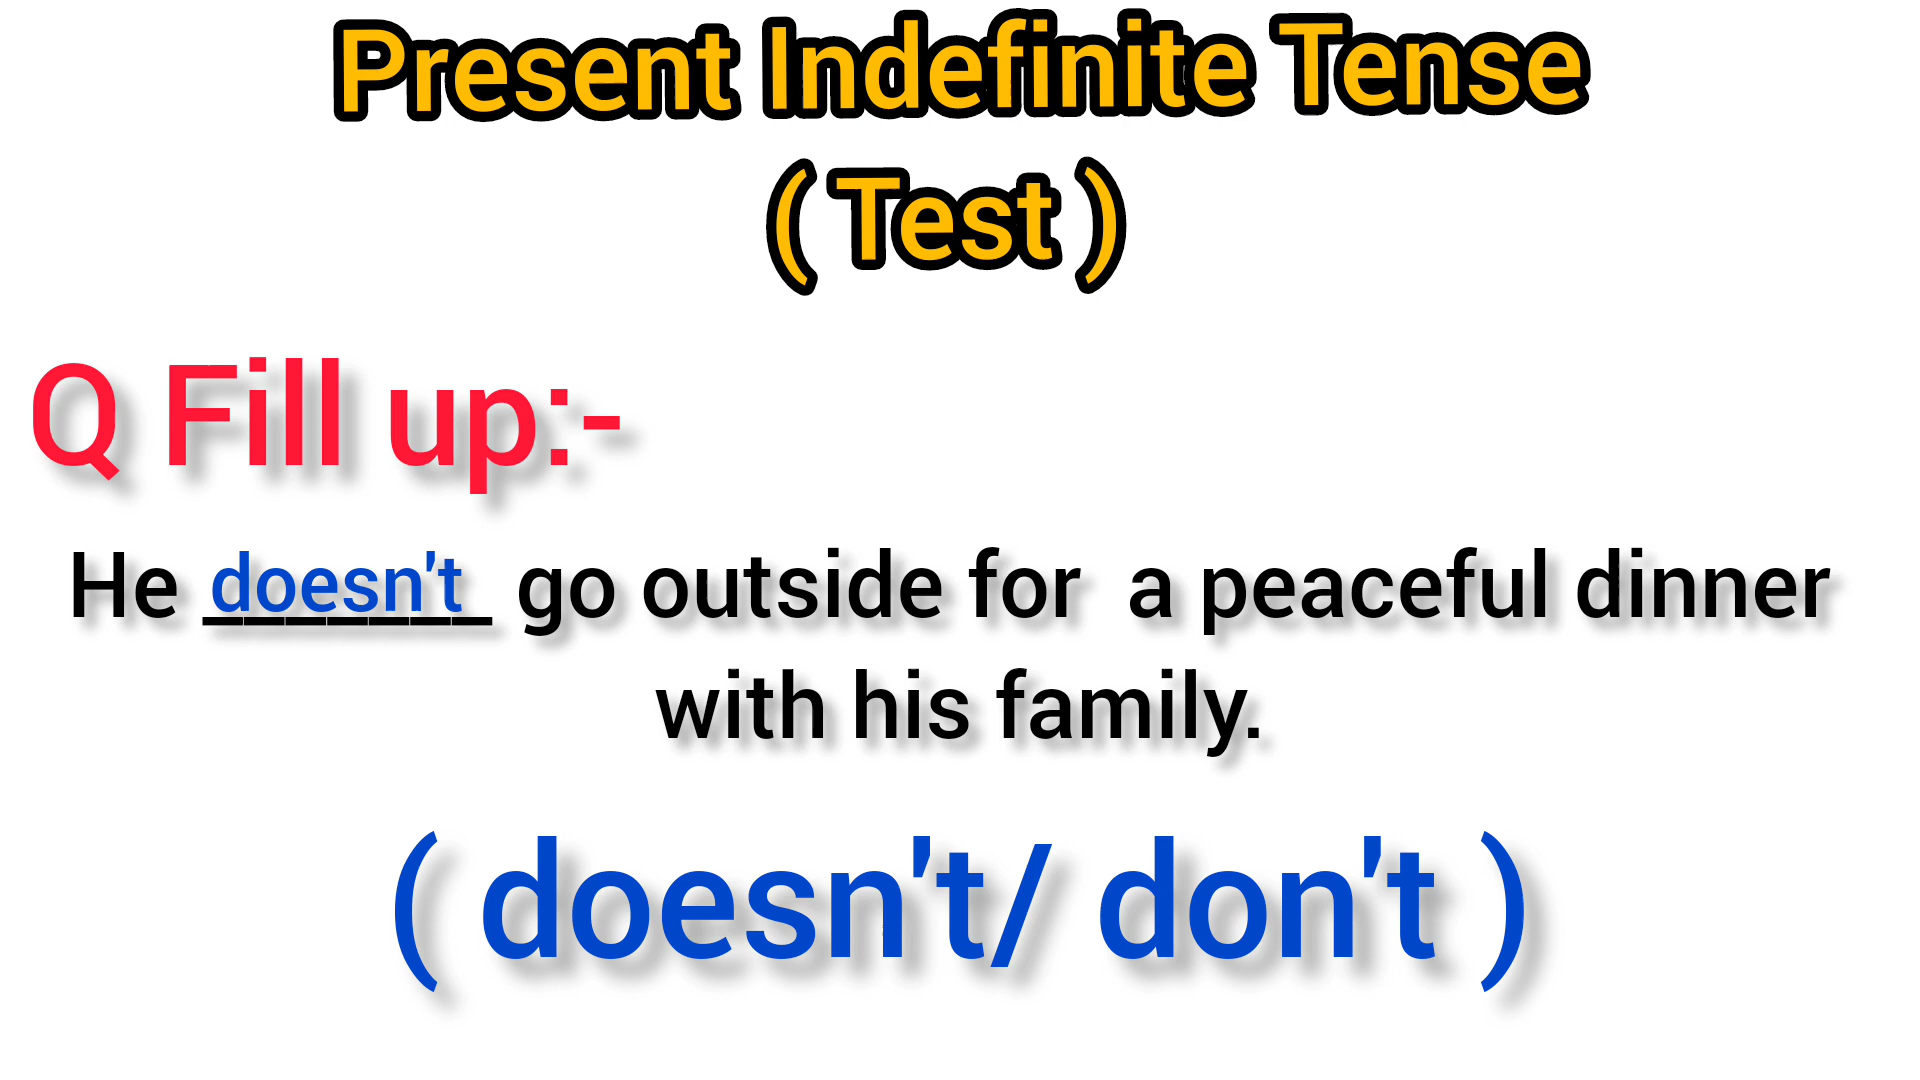 Present Indefinite Tense
( Test )
Q Fill up:-
He doesn't go outside for a peaceful dinner
with his family.
( doesn't/ don't )